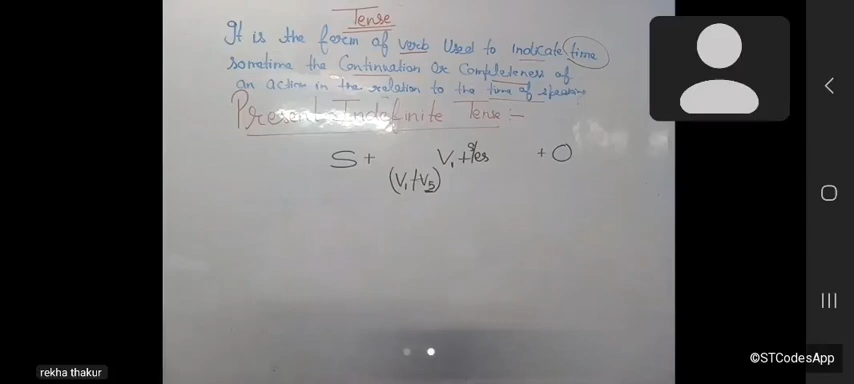 Tense
It is the form of verb used to indicate time
sometime the Continuation Or Completeness of
an action in the relation to the time of speaking
Present Indefinite Tense :-
S + V₁ + s/es + O
(V₁/V₅)
rekha thakur
©STCodesApp